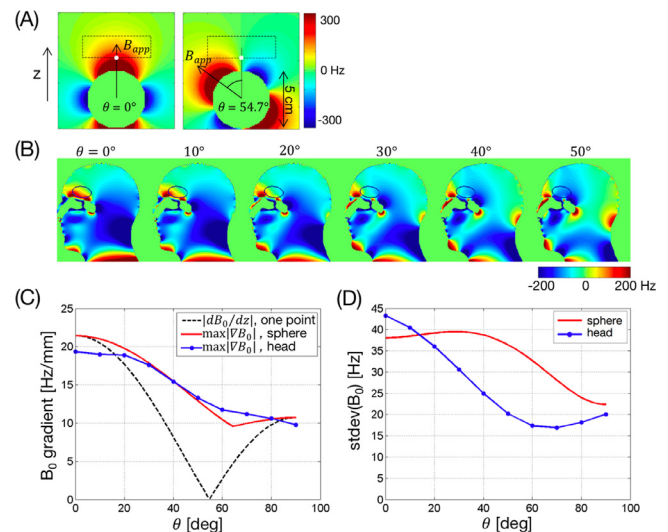 (A)
z
B_app
θ = 0°
B_app
θ = 54.7°
5 cm
300
0 Hz
-300
(B)
θ = 0° 10° 20° 30° 40° 50°
-200 0 200 Hz
(C)
B₀ gradient [Hz/mm]
25
20
15
10
5
0
0 20 40 60 80 100
θ [deg]
|dB₀/dz|, one point
max|∇B₀| , sphere
max|∇B₀| , head
(D)
stdev(B₀) [Hz]
45
40
35
30
25
20
15
10
5
0
0 20 40 60 80 100
θ [deg]
sphere
head